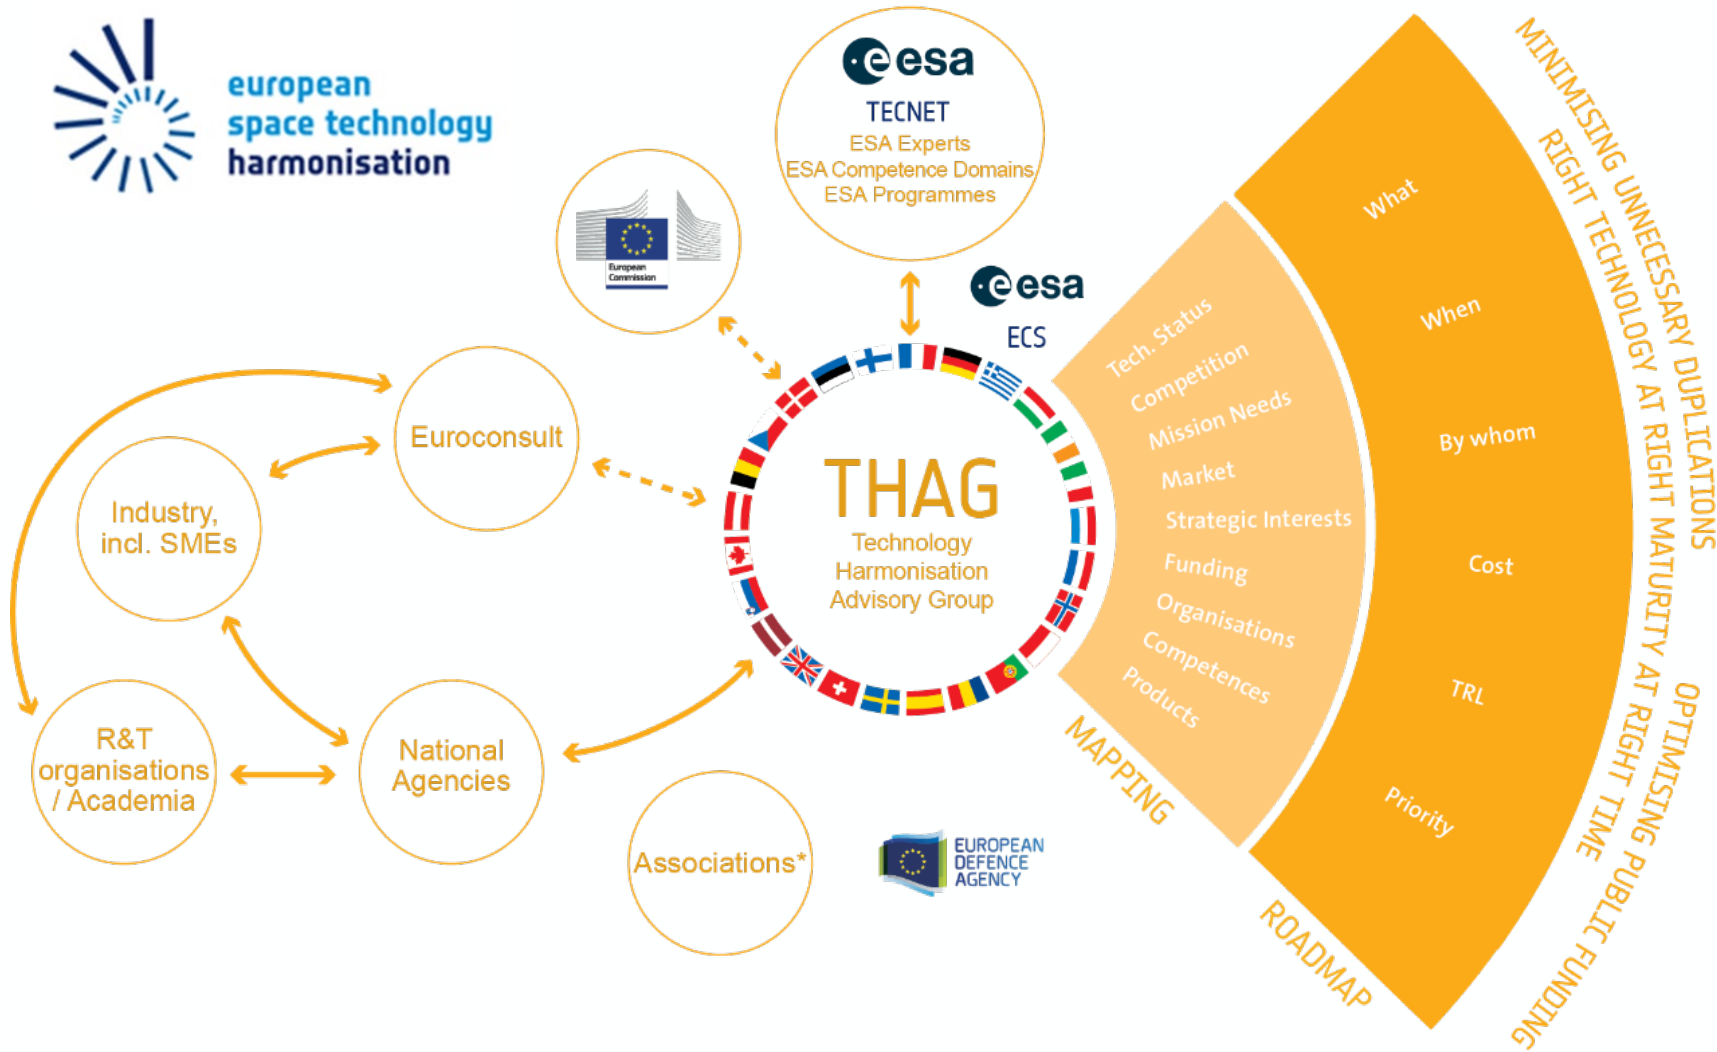 european
space technology
harmonisation
esa
TECNET
ESA Experts
ESA Competence Domains
ESA Programmes
European
Commission
esa
ECS
Euroconsult
Industry,
incl. SMEs
R&T
organisations
/ Academia
National
Agencies
Associations*
EUROPEAN
DEFENCE
AGENCY
THAG
Technology
Harmonisation
Advisory Group
Tech. Status
Competition
Mission Needs
Market
Strategic Interests
Funding
Organisations
Competences
Products
MAPPING
What
When
By whom
Cost
TRL
Priority
ROADMAP
MINIMISING UNNECESSARY DUPLICATIONS
RIGHT TECHNOLOGY AT RIGHT MATURITY AT RIGHT TIME
OPTIMISING PUBLIC FUNDING